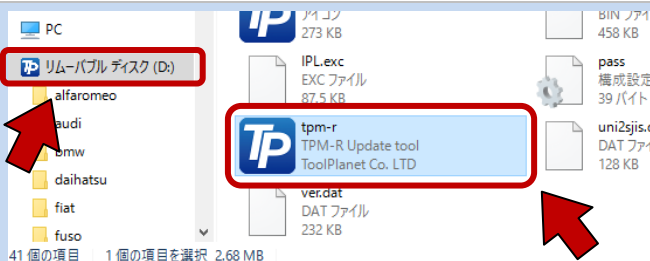 PC
リムーバブル ディスク (D:)
alfaromeo
audi
bmw
daihatsu
fiat
fuso
アイコン
273 KB
IPL.exc
EXC ファイル
87.5 KB
TP
tpm-r
TPM-R Update tool
ToolPlanet Co. LTD
ver.dat
DAT ファイル
232 KB
BIN ファイ
458 KB
pass
構成設定
39 バイト
uni2sjis.
DAT ファイ
128 KB
41 個の項目
1 個の項目を選択 2.68 MB